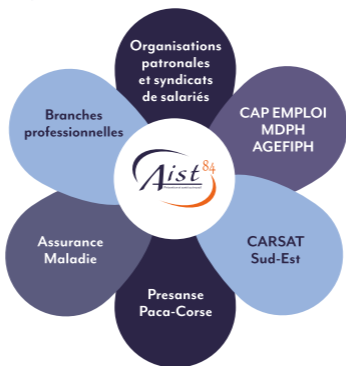 Organisations
patronales
et syndicats
de salariés
CAP EMPLOI
MDPH
AGEFIPH
CARSAT
Sud-Est
Presanse
Paca-Corse
Assurance
Maladie
Branches
professionnelles
Aist 84